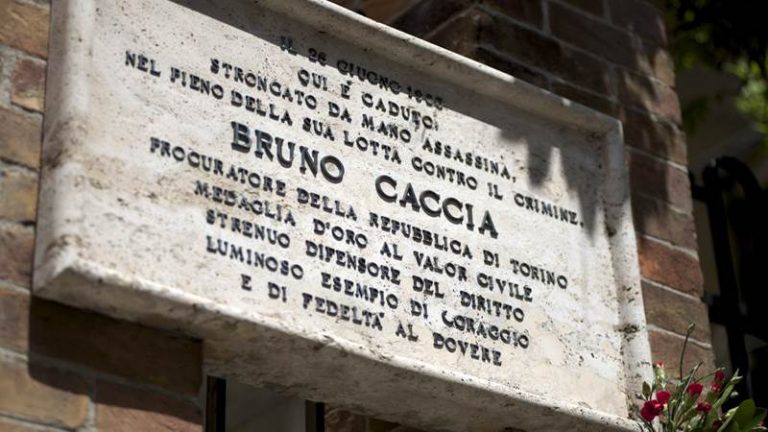 IL 26 GIUGNO 1983
QUI È CADUTO,
STRONCATO DA MANO ASSASSINA,
NEL PIENO DELLA SUA LOTTA CONTRO IL CRIMINE,
BRUNO CACCIA
PROCURATORE DELLA REPUBBLICA DI TORINO
MEDAGLIA D'ORO AL VALOR CIVILE
STRENUO DIFENSORE DEL DIRITTO
LUMINOSO ESEMPIO DI CORAGGIO
E DI FEDELTA' AL DOVERE